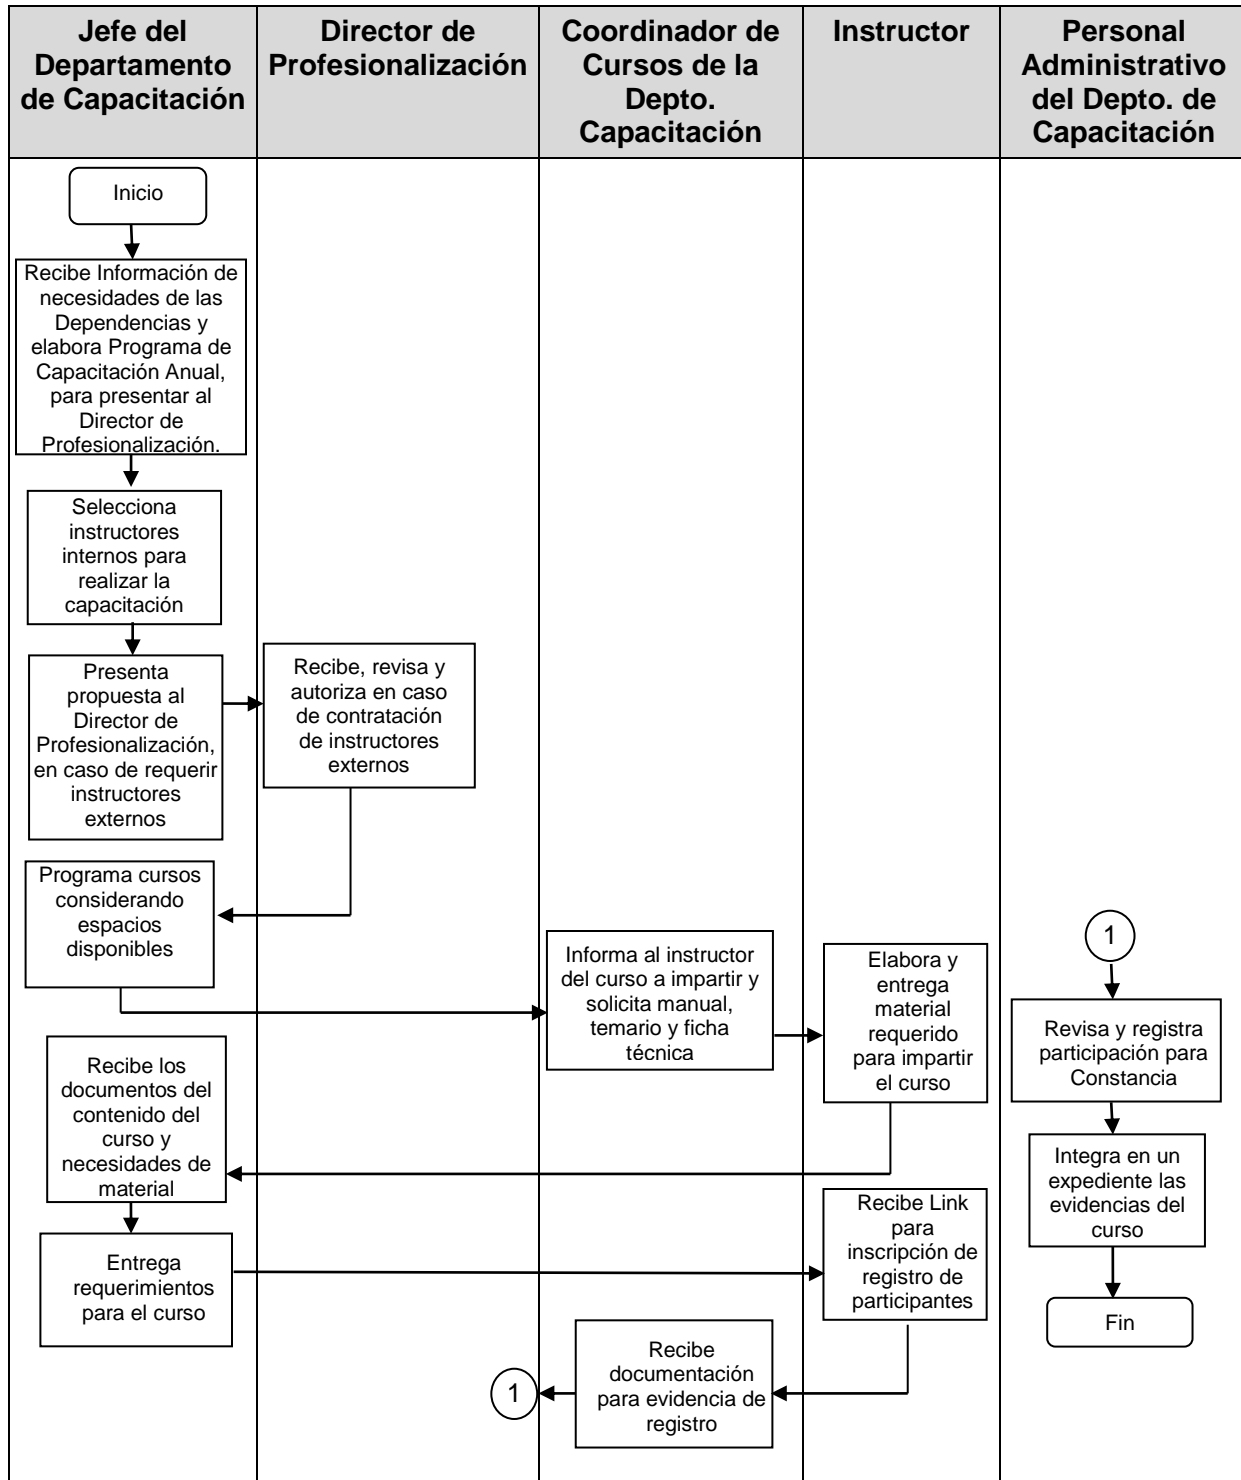 Jefe del
Departamento
de Capacitación
Director de
Profesionalización
Coordinador de
Cursos de la
Depto.
Capacitación
Instructor
Personal
Administrativo
del Depto. de
Capacitación
Inicio
Recibe Información de
necesidades de las
Dependencias y
elabora Programa de
Capacitación Anual,
para presentar al
Director de
Profesionalización.
Selecciona
instructores
internos para
realizar la
capacitación
Presenta
propuesta al
Director de
Profesionalización,
en caso de requerir
instructores
externos
Recibe, revisa y
autoriza en caso
de contratación
de instructores
externos
Programa cursos
considerando
espacios
disponibles
Informa al instructor
del curso a impartir y
solicita manual,
temario y ficha
técnica
Elabora y
entrega
material
requerido
para impartir
el curso
Recibe los
documentos del
contenido del
curso y
necesidades de
material
Entrega
requerimientos
para el curso
Recibe Link
para
inscripción de
registro de
participantes
Recibe
documentación
para evidencia de
registro
1
1
Revisa y registra
participación para
Constancia
Integra en un
expediente las
evidencias del
curso
Fin